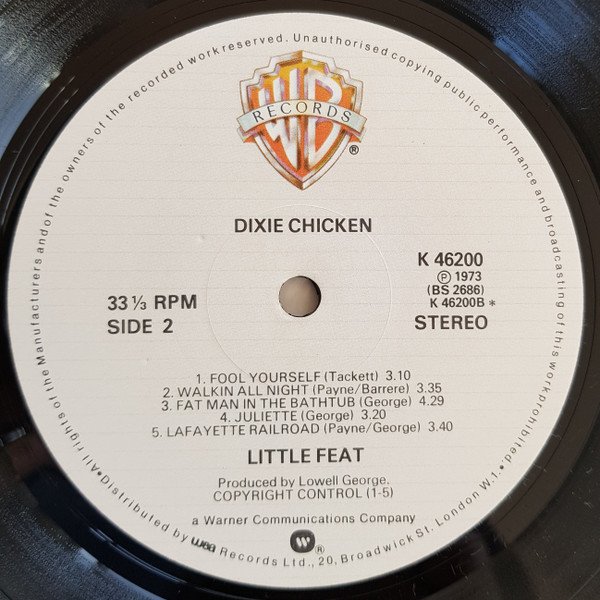 All rights of the Manufacturers andof the owners of the recorded work reserved. Unauthorised copying public performance and broadcasting of this work prohibited.
WB
RECORDS
®
DIXIE CHICKEN
K 46200
Ⓟ 1973
(BS 2686)
K 46200B *
33 ⅓ RPM
SIDE 2
STEREO
1. FOOL YOURSELF (Tackett) 3.10
2. WALKIN ALL NIGHT (Payne/Barrere) 3.35
3. FAT MAN IN THE BATHTUB (George) 4.29
4. JULIETTE (George) 3.20
5. LAFAYETTE RAILROAD (Payne/George) 3.40
LITTLE FEAT
Produced by Lowell George.
COPYRIGHT CONTROL (1-5)
a Warner Communications Company
W ®
•Distributed by wea Records Ltd., 20, Broadwick St. London W.1.•